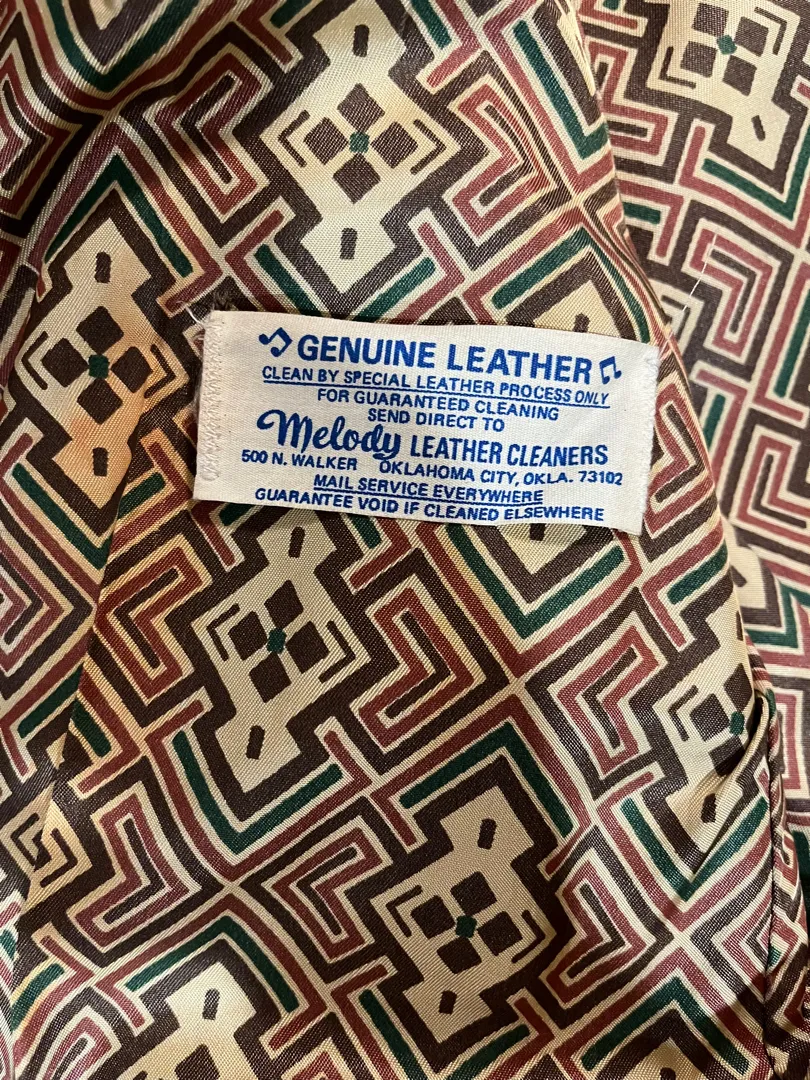 GENUINE LEATHER
CLEAN BY SPECIAL LEATHER PROCESS ONLY
FOR GUARANTEED CLEANING
SEND DIRECT TO
Melody LEATHER CLEANERS
500 N. WALKER OKLAHOMA CITY, OKLA. 73102
MAIL SERVICE EVERYWHERE
GUARANTEE VOID IF CLEANED ELSEWHERE